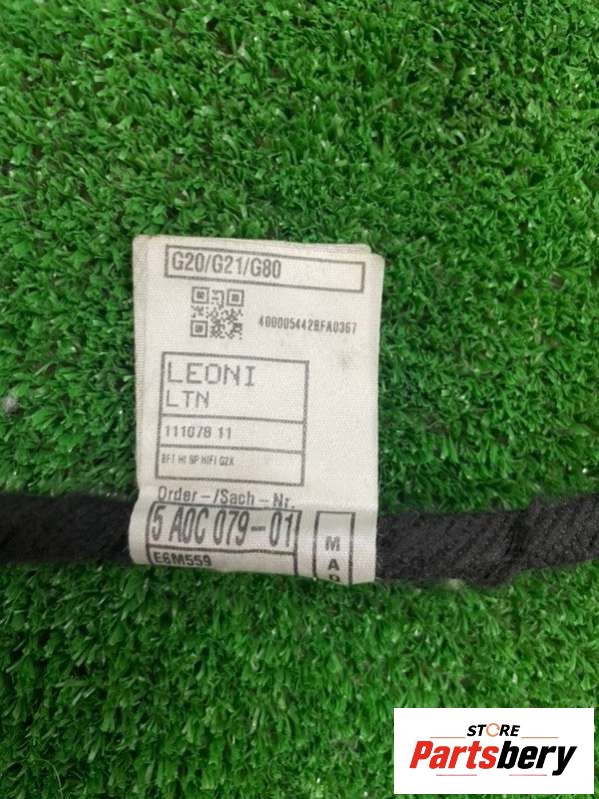 G20/G21/G80
400005442BFA0367
LEONI
LTN
111078 11
BFT HI SP HIFI G2X
Order-/Sach-Nr.
5 A0C 079-01
E6M559
M
A
STORE
Partsbery